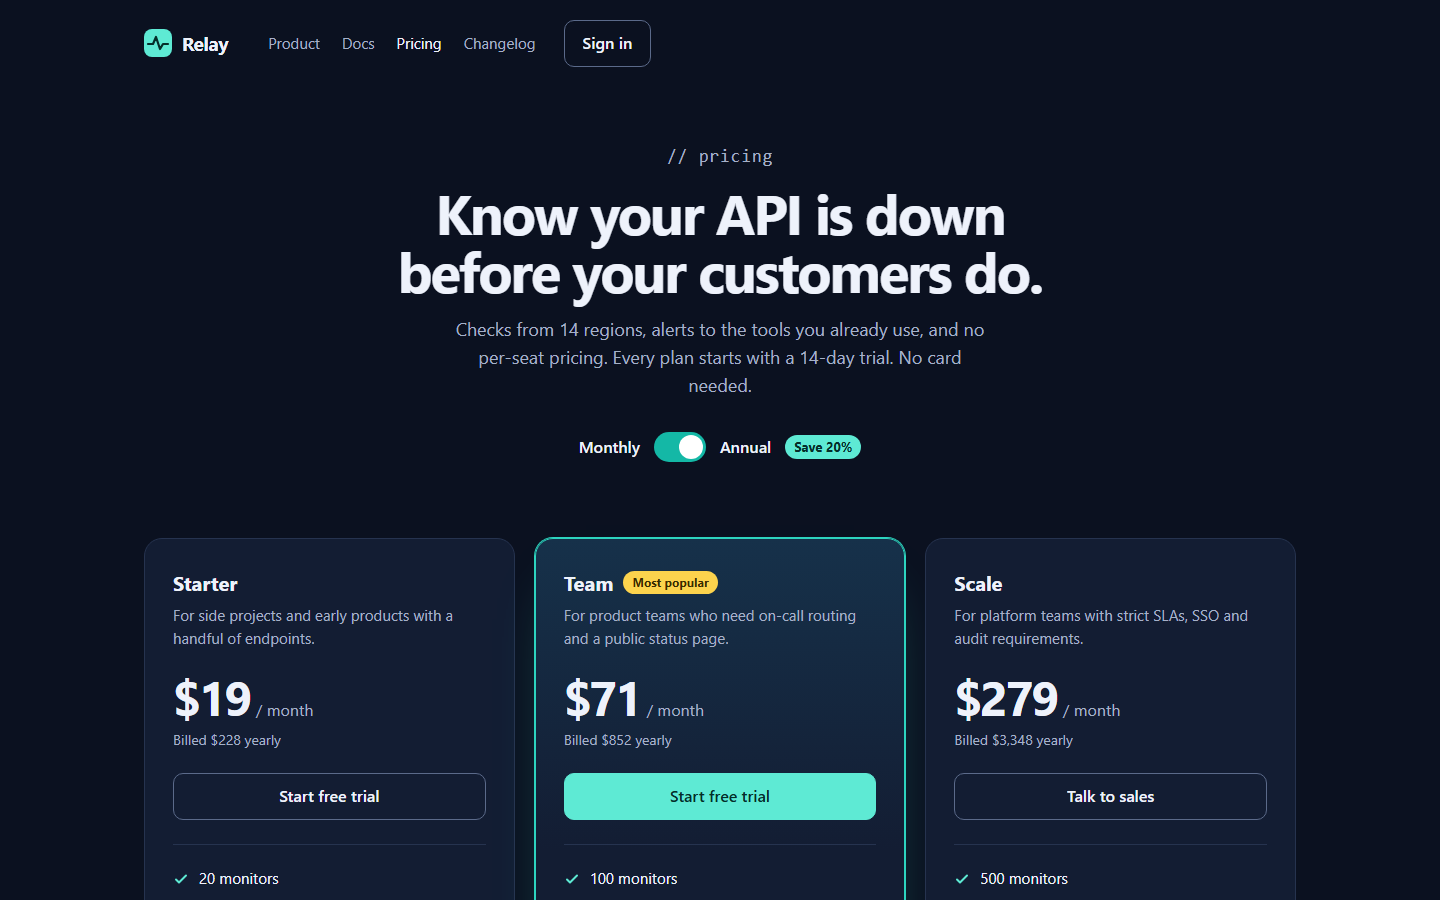 Relay
Product
Docs
Pricing
Changelog
Sign in
// pricing
Know your API is down
before your customers do.
Checks from 14 regions, alerts to the tools you already use, and no
per-seat pricing. Every plan starts with a 14-day trial. No card
needed.
Monthly
Annual
Save 20%
Starter
For side projects and early products with a
handful of endpoints.
$19 / month
Billed $228 yearly
Start free trial
20 monitors
Team
Most popular
For product teams who need on-call routing
and a public status page.
$71 / month
Billed $852 yearly
Start free trial
100 monitors
Scale
For platform teams with strict SLAs, SSO and
audit requirements.
$279 / month
Billed $3,348 yearly
Talk to sales
500 monitors